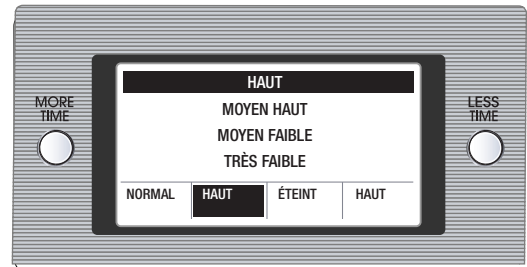 HAUT
MOYEN HAUT
MORE
TIME
LESS
TIME
MOYEN FAIBLE
TRÈS FAIBLE
NORMAL HAUT ÉTEINT HAUT